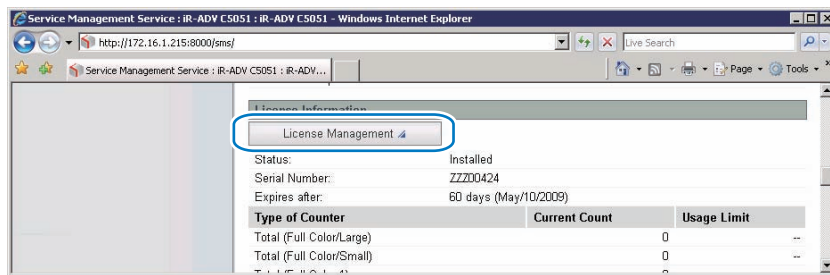 Service Management Service : iR-ADV C5051 : iR-ADV C5051 - Windows Internet Explorer
http://172.16.1.215:8000/sms/
Live Search
Service Management Service : iR-ADV C5051 : iR-ADV...
Page
Tools
License Information
License Management
Status: Installed
Serial Number: ZZZ00424
Expires after: 60 days (May/10/2009)
Type of Counter Current Count Usage Limit
Total (Full Color/Large) 0 --
Total (Full Color/Small) 0 --